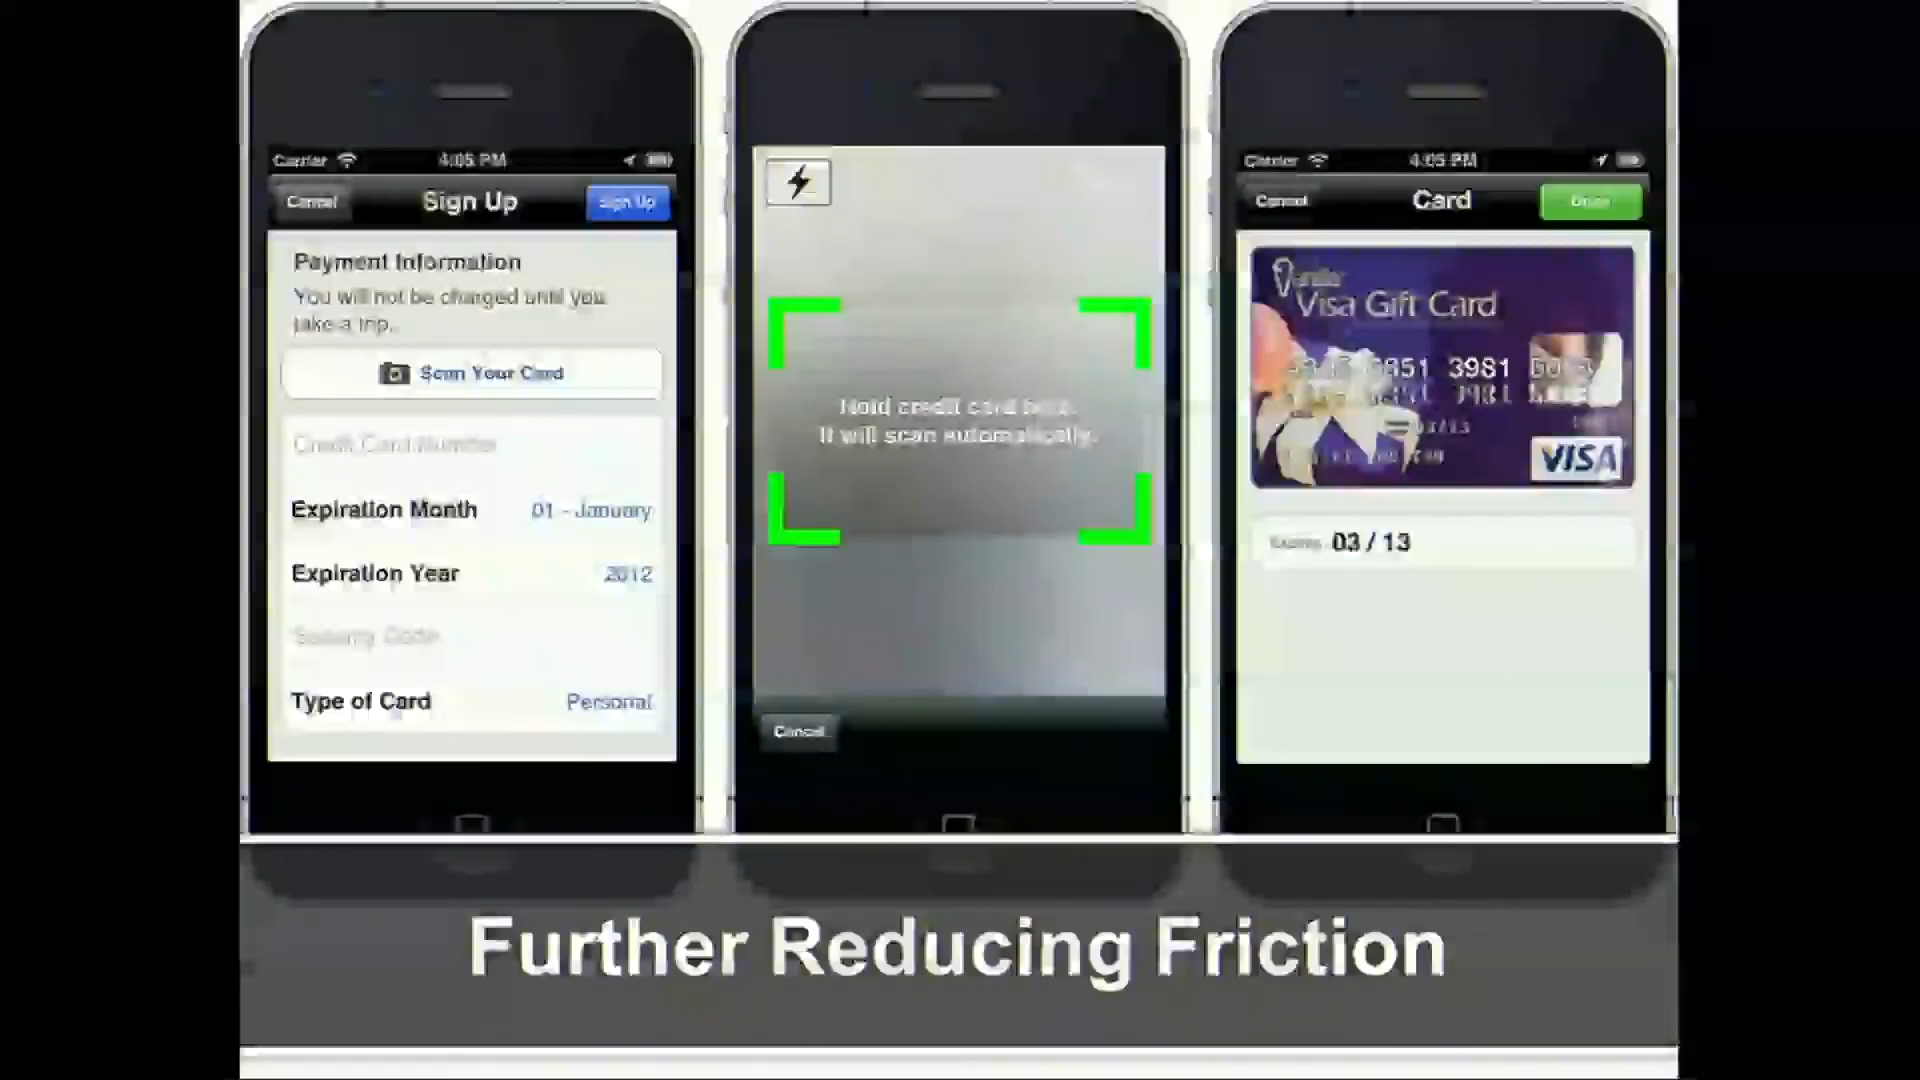 Carrier 4:05 PM
Cancel Sign Up Sign Up
Payment Information
You will not be charged until you
take a trip.
Scan Your Card
Credit Card Number
Expiration Month 01 - January
Expiration Year 2012
Security Code
Type of Card Personal
Hold credit card here.
It will scan automatically.
Cancel
Carrier 4:05 PM
Cancel Card Done
Visa Gift Card
3981
VISA
Expires 03 / 13
Further Reducing Friction